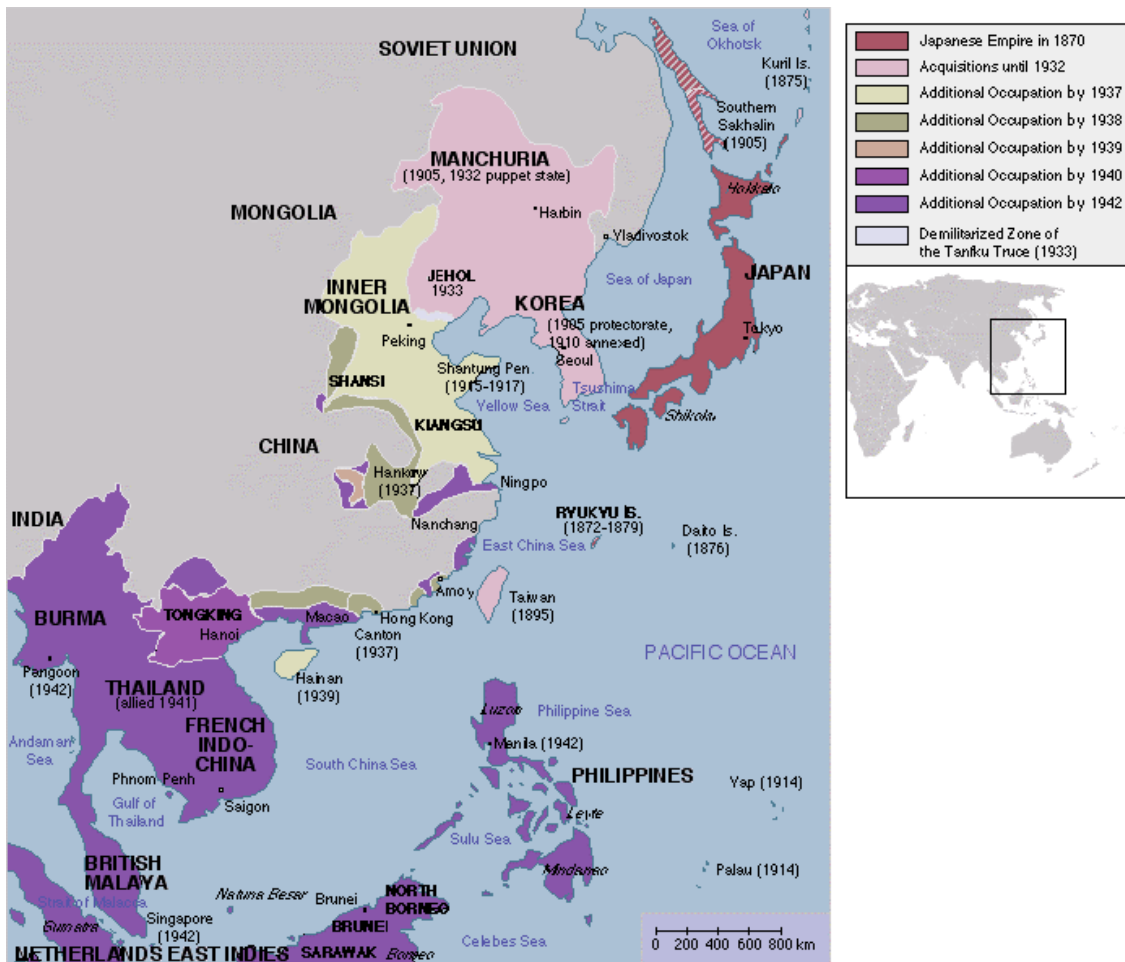 SOVIET UNION
Sea of
Okhotsk
Kuril Is.
(1875)
Southern
Sakhalin
(1905)
MANCHURIA
(1905, 1932 puppet state)
Hokkaido
MONGOLIA
Harbin
Vladivostok
JEHOL
1933
Sea of Japan
JAPAN
INNER
MONGOLIA
KOREA
(1905 protectorate,
1910 annexed)
Tokyo
Peking
Seoul
Shantung Pen.
(1915-1917)
SHANSI
Tsushima
Strait
Yellow Sea
Shikoku
KIANGSU
CHINA
Hankow
(1937)
Ningpo
Nanchang
INDIA
RYUKYU IS.
(1872-1879)
Daito Is.
(1876)
East China Sea
Amoy
Taiwan
(1895)
BURMA
TONGKING
Hanoi
Macao
Hong Kong
Canton
(1937)
PACIFIC OCEAN
Pangoon
(1942)
Hainan
(1939)
THAILAND
(allied 1941)
Luzon
Philippine Sea
FRENCH
INDO-
CHINA
Andaman
Sea
Manila (1942)
South China Sea
PHILIPPINES
Phnom Penh
Yap (1914)
Gulf of
Thailand
Saigon
Leyte
Sulu Sea
BRITISH
MALAYA
Mindanao
Palau (1914)
Natuna Besar
Brunei
NORTH
BORNEO
Strait of Malacca
Singapore
(1942)
Sumatra
BRUNEI
Celebes Sea
NETHERLANDS EAST INDIES
SARAWAK
Borneo
0 200 400 600 800 km
Japanese Empire in 1870
Acquisitions until 1932
Additional Occupation by 1937
Additional Occupation by 1938
Additional Occupation by 1939
Additional Occupation by 1940
Additional Occupation by 1942
Demilitarized Zone of
the Tanfku Truce (1933)